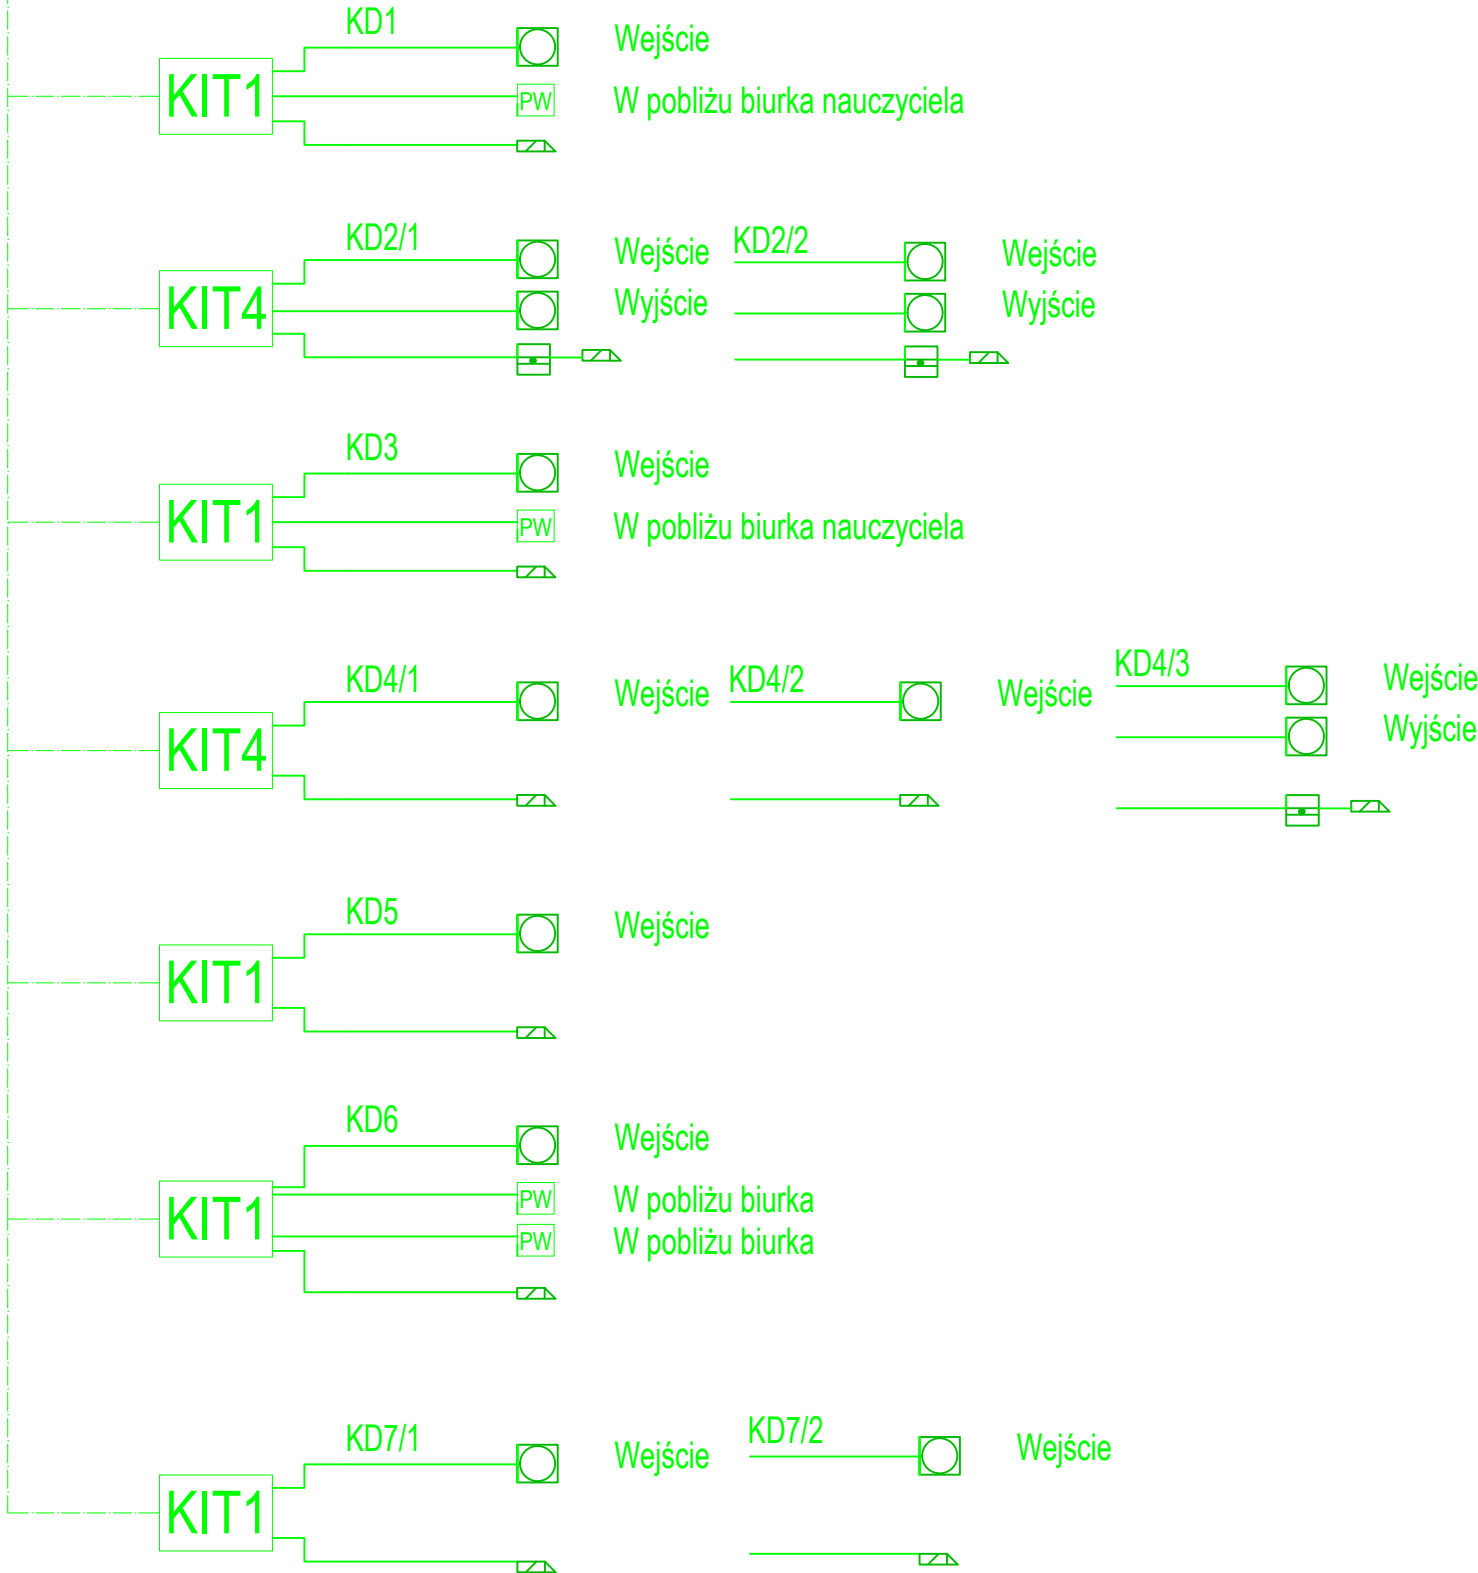 KD1
Wejście
KIT1
PW
W pobliżu biurka nauczyciela
KD2/1
Wejście
KD2/2
Wejście
KIT4
Wyjście
Wyjście
KD3
Wejście
KIT1
PW
W pobliżu biurka nauczyciela
KD4/1
Wejście
KD4/2
Wejście
KD4/3
Wejście
KIT4
Wyjście
KD5
Wejście
KIT1
KD6
Wejście
KIT1
PW
W pobliżu biurka
PW
W pobliżu biurka
KD7/1
Wejście
KD7/2
Wejście
KIT1